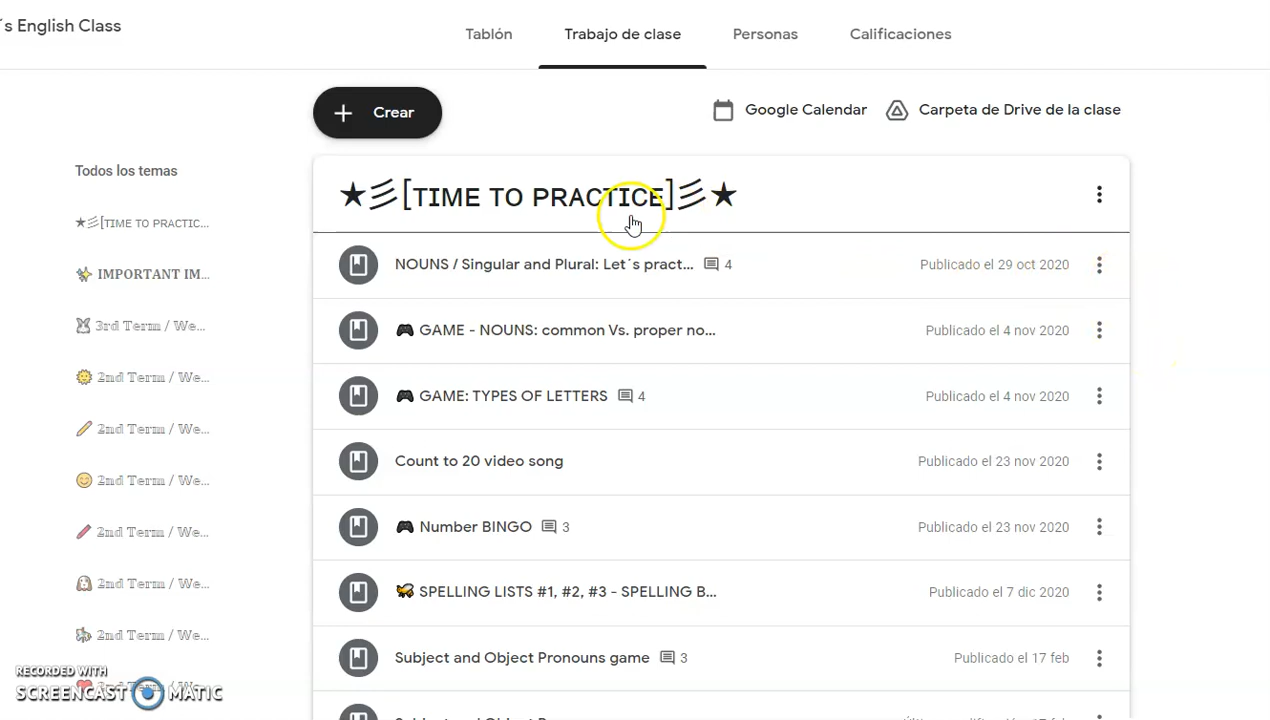 ´s English Class
Tablón
Trabajo de clase
Personas
Calificaciones
Crear
Google Calendar
Carpeta de Drive de la clase
Todos los temas
★彡[TIME TO PRACTIC...
✨ IMPORTANT IM...
🐰 3rd Term / We...
🌞 2nd Term / We...
✏️ 2nd Term / We...
😊 2nd Term / We...
🖍️ 2nd Term / We...
2nd Term / We...
2nd Term / We...
★彡[TIME TO PRACTICE]彡★
NOUNS / Singular and Plural: Let´s pract... 4 Publicado el 29 oct 2020
🎮 GAME - NOUNS: common Vs. proper no... Publicado el 4 nov 2020
🎮 GAME: TYPES OF LETTERS 4 Publicado el 4 nov 2020
Count to 20 video song Publicado el 23 nov 2020
🎮 Number BINGO 3 Publicado el 23 nov 2020
🐝 SPELLING LISTS #1, #2, #3 - SPELLING B... Publicado el 7 dic 2020
Subject and Object Pronouns game 3 Publicado el 17 feb
RECORDED WITH
SCREENCAST MATIC